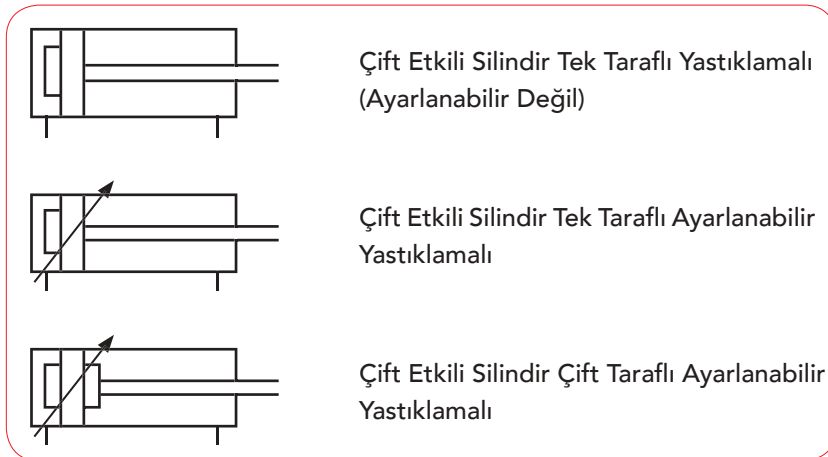 Çift Etkili Silindir Tek Taraflı Yastıklamalı
(Ayarlanabilir Değil)
Çift Etkili Silindir Tek Taraflı Ayarlanabilir
Yastıklamalı
Çift Etkili Silindir Çift Taraflı Ayarlanabilir
Yastıklamalı